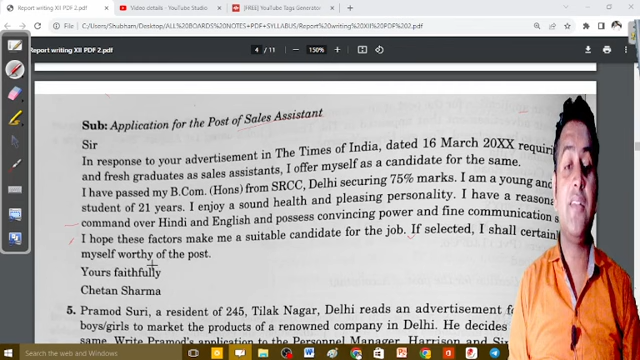 Report writing XII PDF 2.pdf
Video details - YouTube Studio
[FREE] YouTube Tags Generator
File
C:/Users/Shubham/Desktop/ALL%20BOARDS%20NOTES+PDF+SYLLABUS/Report%20writing%20XII%20PDF%202.pdf
Report writing XII PDF 2.pdf
4 / 11
150%
Sub: Application for the Post of Sales Assistant
Sir
In response to your advertisement in The Times of India, dated 16 March 20XX requiri
and fresh graduates as sales assistants, I offer myself as a candidate for the same.
I have passed my B.Com. (Hons) from SRCC, Delhi securing 75% marks. I am a young and
student of 21 years. I enjoy a sound health and pleasing personality. I have a reason
command over Hindi and English and possess convincing power and fine communication s
I hope these factors make me a suitable candidate for the job. If selected, I shall certain
myself worthy of the post.
Yours faithfully
Chetan Sharma
5. Pramod Suri, a resident of 245, Tilak Nagar, Delhi reads an advertisement f
boys/girls to market the products of a renowned company in Delhi. He decides
same. Write Pramod's application to the Personnel Manager, Harrison and Si
Search Windows